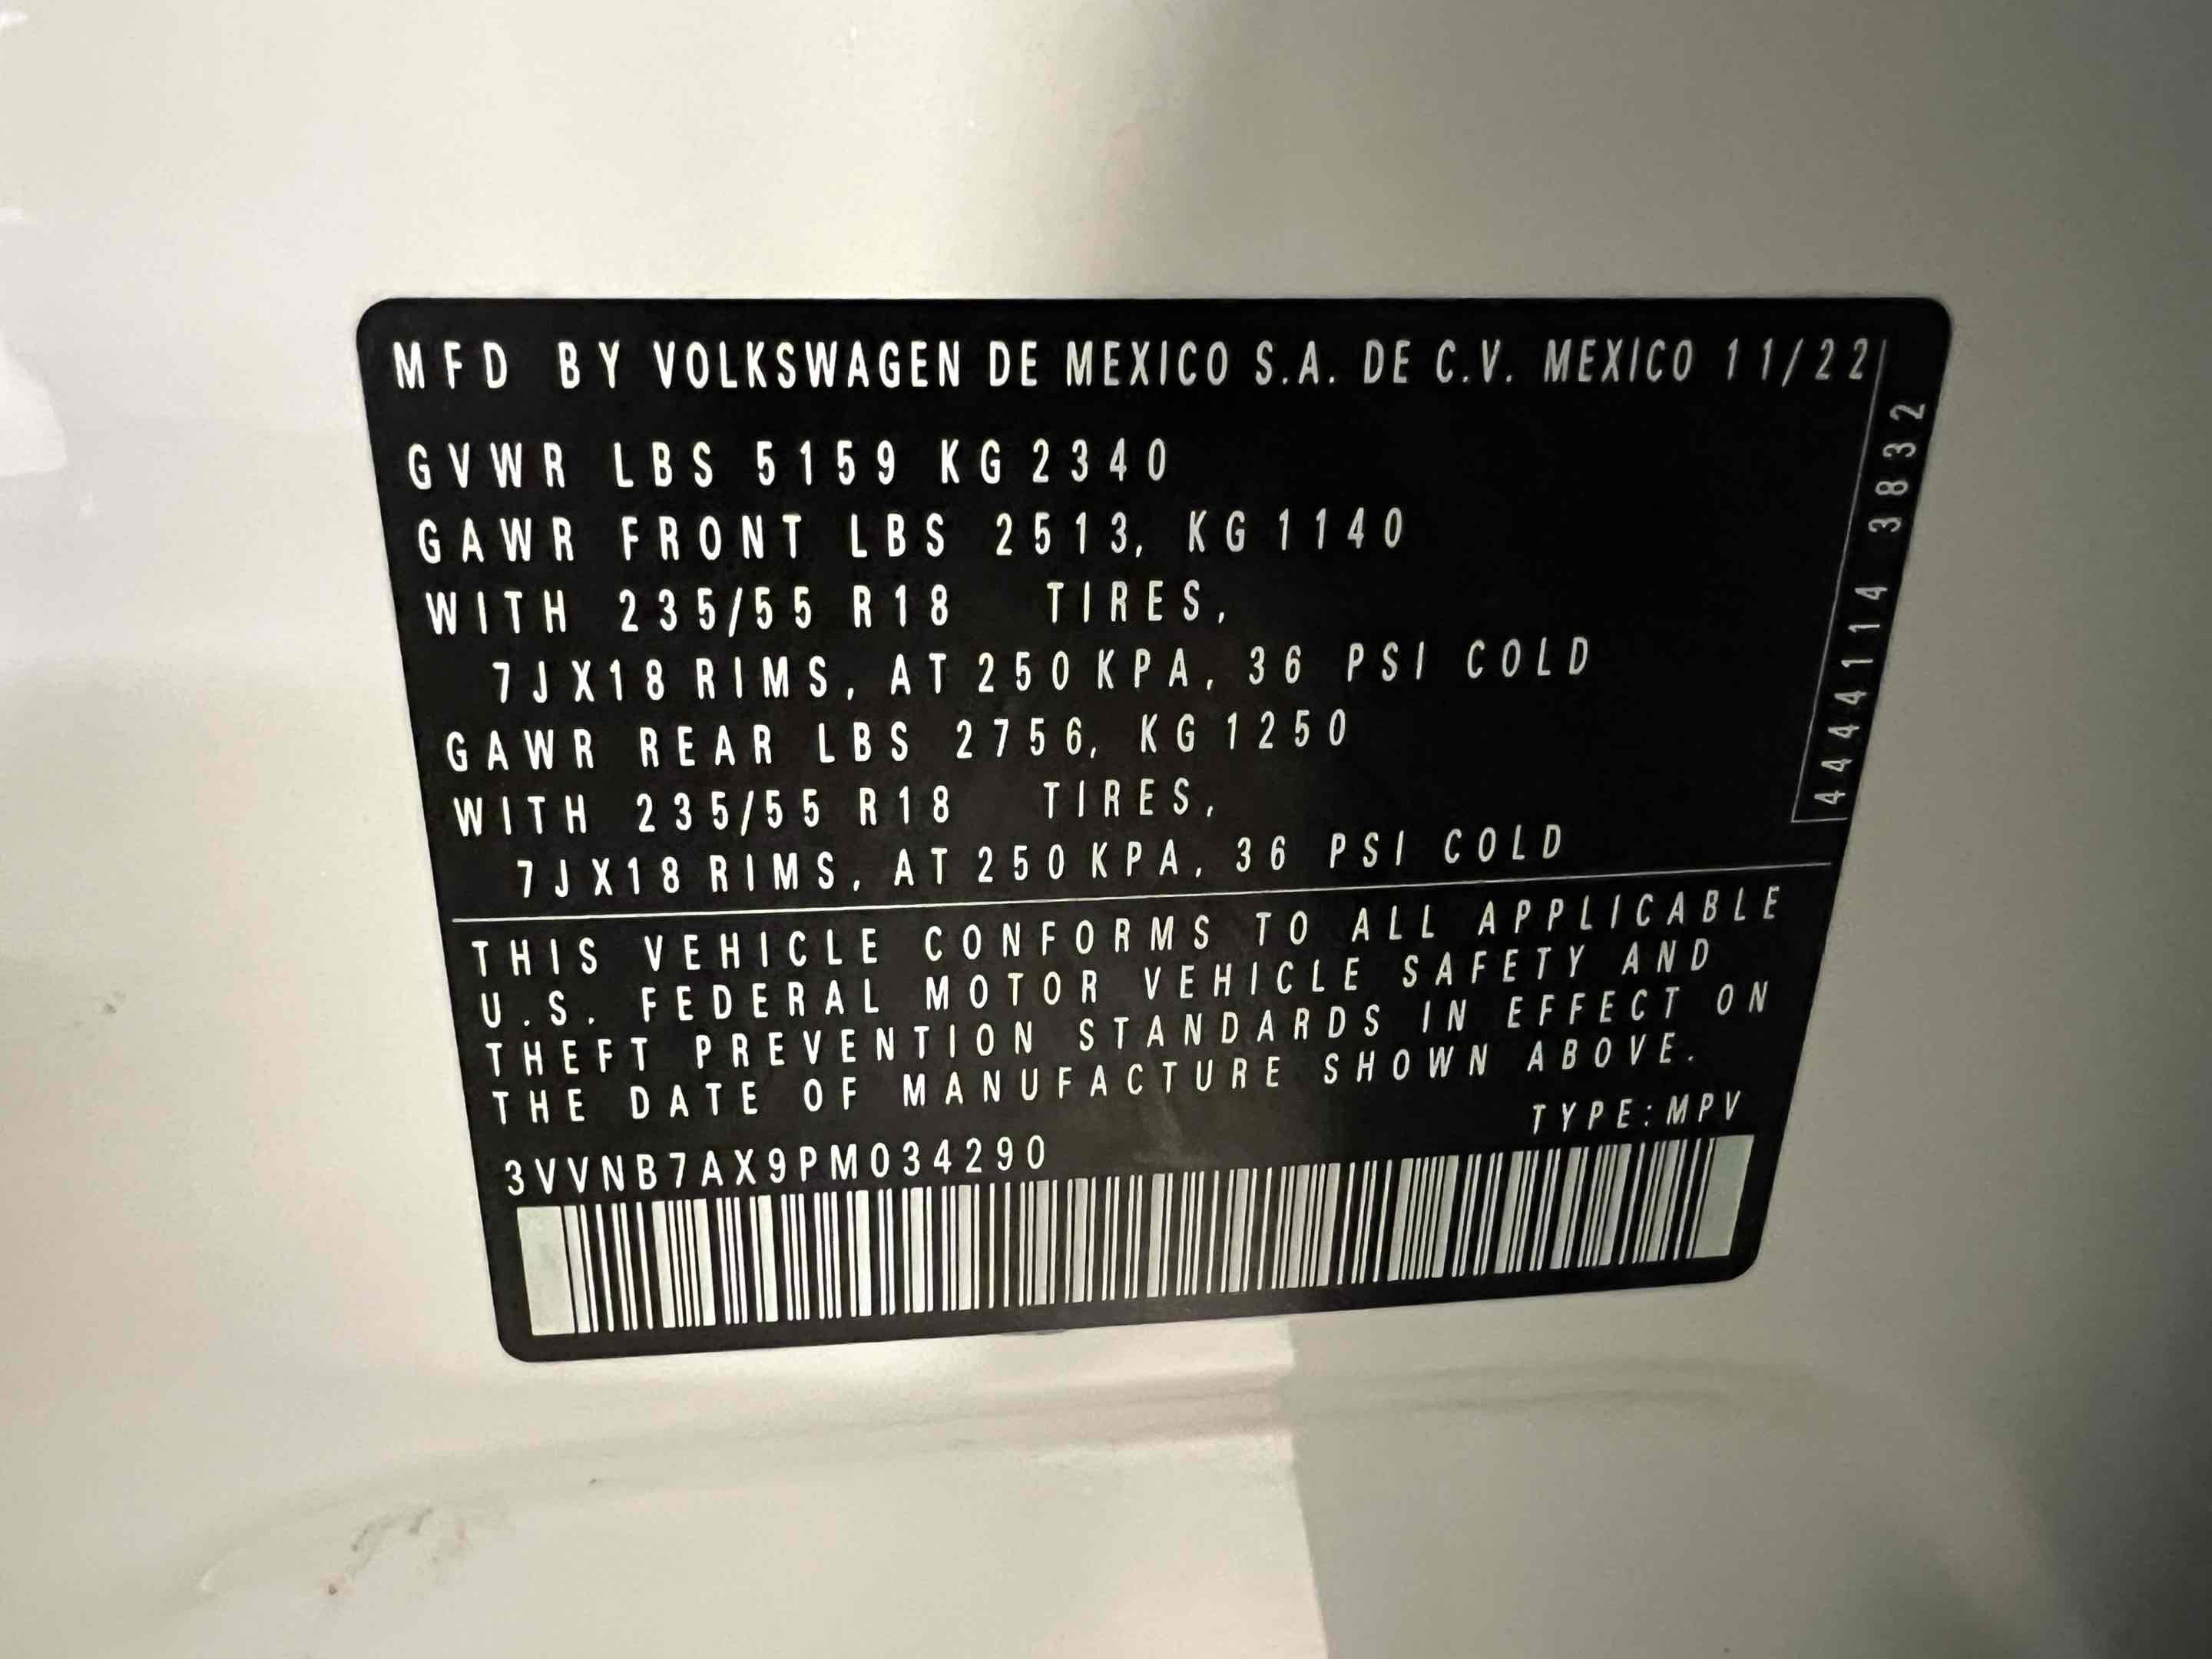 MFD BY VOLKSWAGEN DE MEXICO S.A. DE C.V. MEXICO 11/22
GVWR LBS 5159 KG 2340
GAWR FRONT LBS 2513, KG 1140
WITH 235/55 R18 TIRES,
7JX18 RIMS, AT 250 KPA, 36 PSI COLD
GAWR REAR LBS 2756, KG 1250
WITH 235/55 R18 TIRES,
7JX18 RIMS, AT 250 KPA, 36 PSI COLD
4444114 3832
THIS VEHICLE CONFORMS TO ALL APPLICABLE
U.S. FEDERAL MOTOR VEHICLE SAFETY AND
THEFT PREVENTION STANDARDS IN EFFECT ON
THE DATE OF MANUFACTURE SHOWN ABOVE.
TYPE:MPV
3VVNB7AX9PM034290